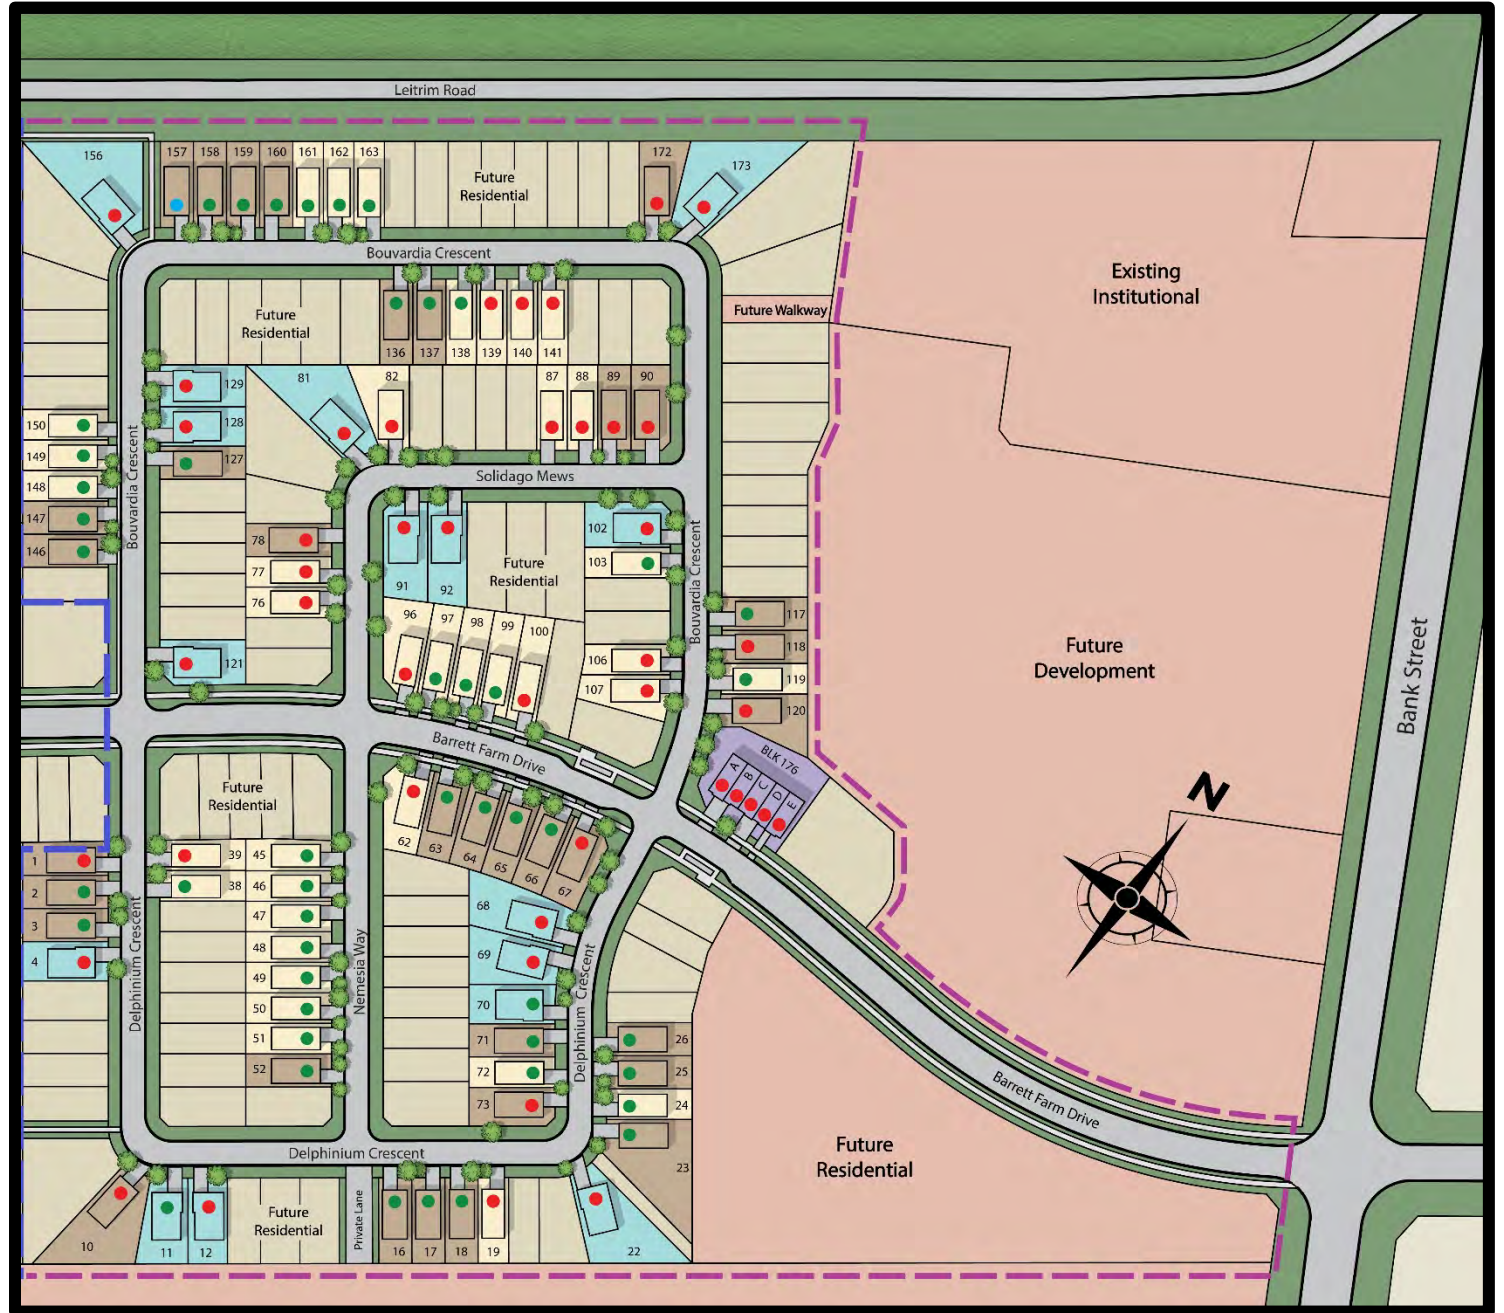 Leitrim Road
156
157
158
159
160
161
162
163
Future
Residential
172
173
Bouvardia Crescent
Existing
Institutional
Future Walkway
Future
Residential
136
137
138
139
140
141
129
81
82
87
88
89
90
128
127
150
149
148
147
146
Bouvardia Crescent
Solidago Mews
78
77
76
91
92
Future
Residential
102
103
Bouvardia Crescent
96
97
98
99
100
106
107
117
118
119
120
121
Future
Development
Bank Street
Barrett Farm Drive
BLK 176
A
B
C
D
E
N
Future
Residential
62
63
64
65
66
67
1
2
3
4
39
38
45
46
47
48
49
50
51
52
Delphinium Crescent
Nemesia Way
68
69
70
71
72
73
Delphinium Crescent
26
25
24
23
Barrett Farm Drive
Future
Residential
Delphinium Crescent
10
11
12
Future
Residential
Private Lane
16
17
18
19
22